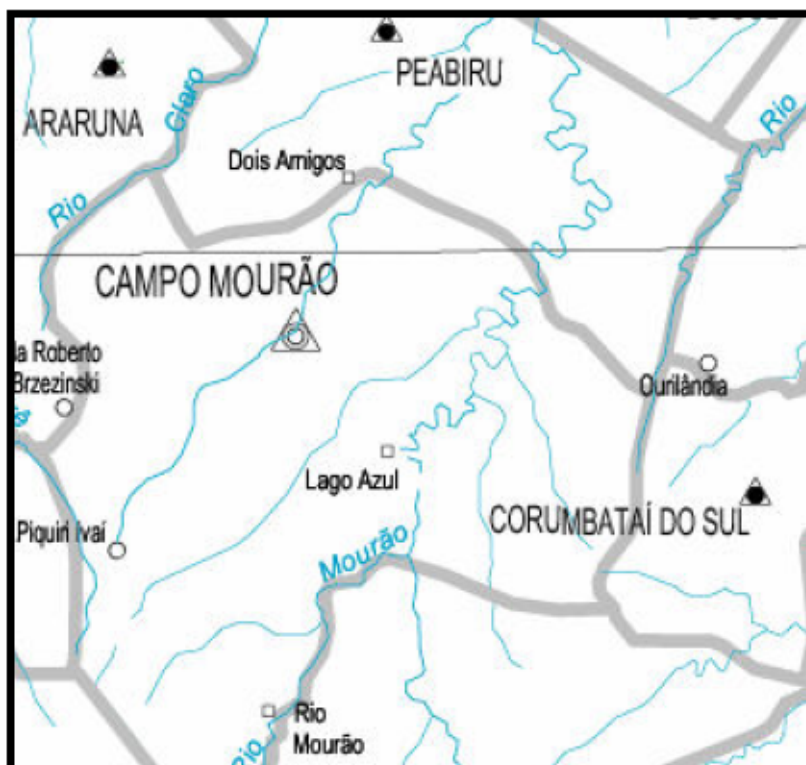 PEABIRU
ARARUNA
Claro
Rio
Dois Amigos
Rio
CAMPO MOURÃO
la Roberto
Brzezinski
Ourilândia
Lago Azul
CORUMBATAÍ DO SUL
Piquiri Ivaí
Mourão
Rio
Rio
Mourão